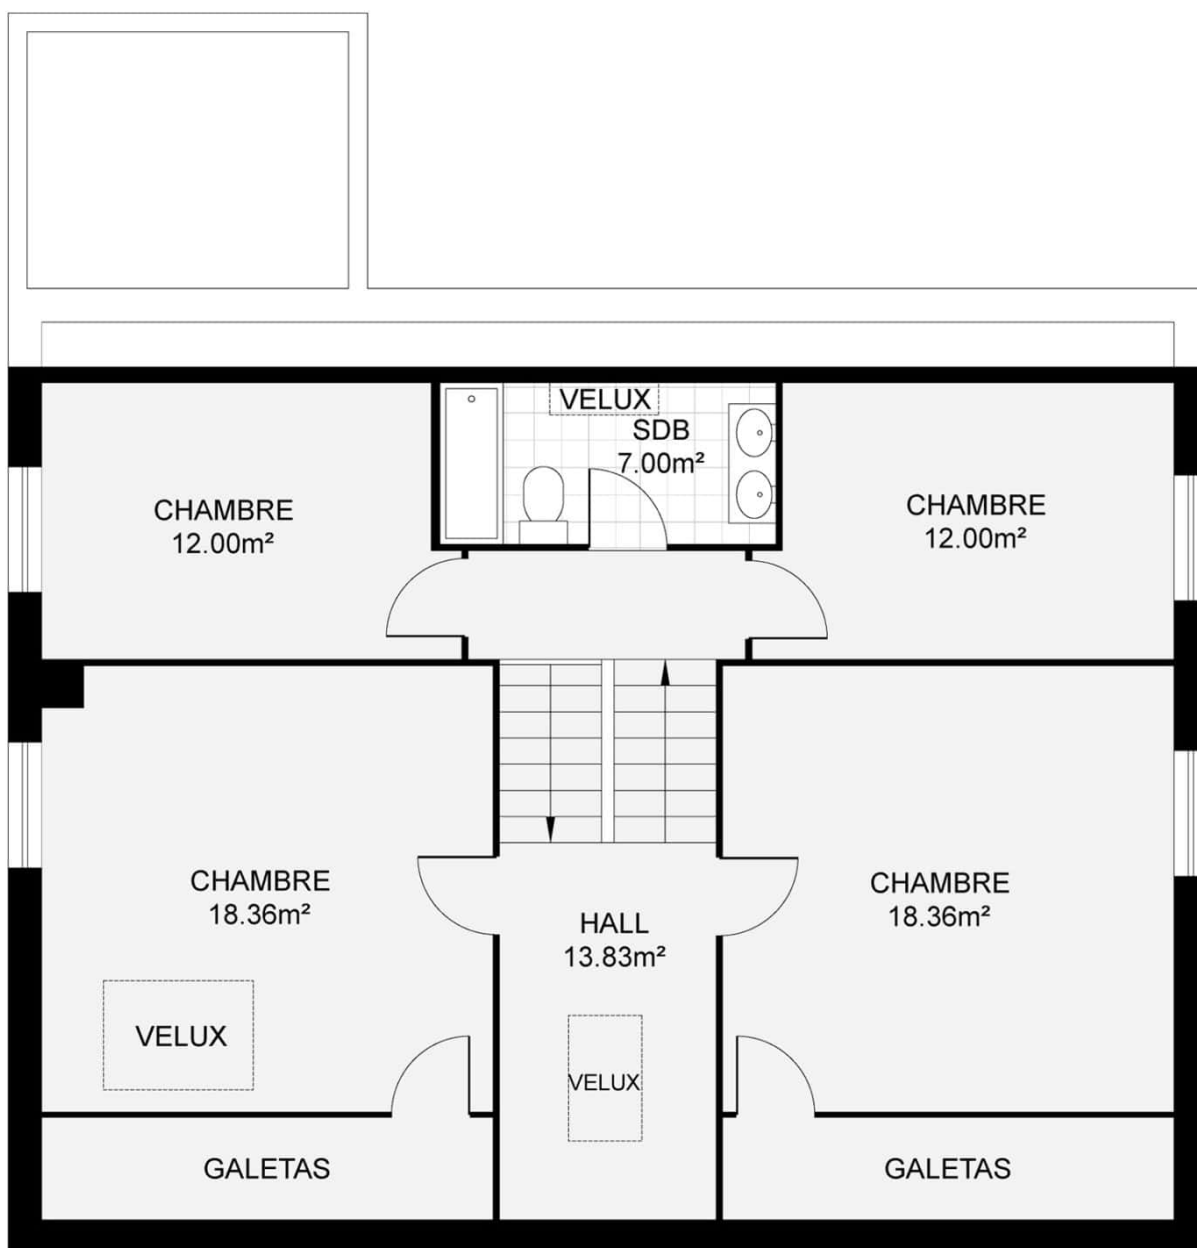 VELUX
SDB
7.00m²
CHAMBRE
12.00m²
CHAMBRE
12.00m²
CHAMBRE
18.36m²
HALL
13.83m²
CHAMBRE
18.36m²
VELUX
VELUX
GALETAS
GALETAS